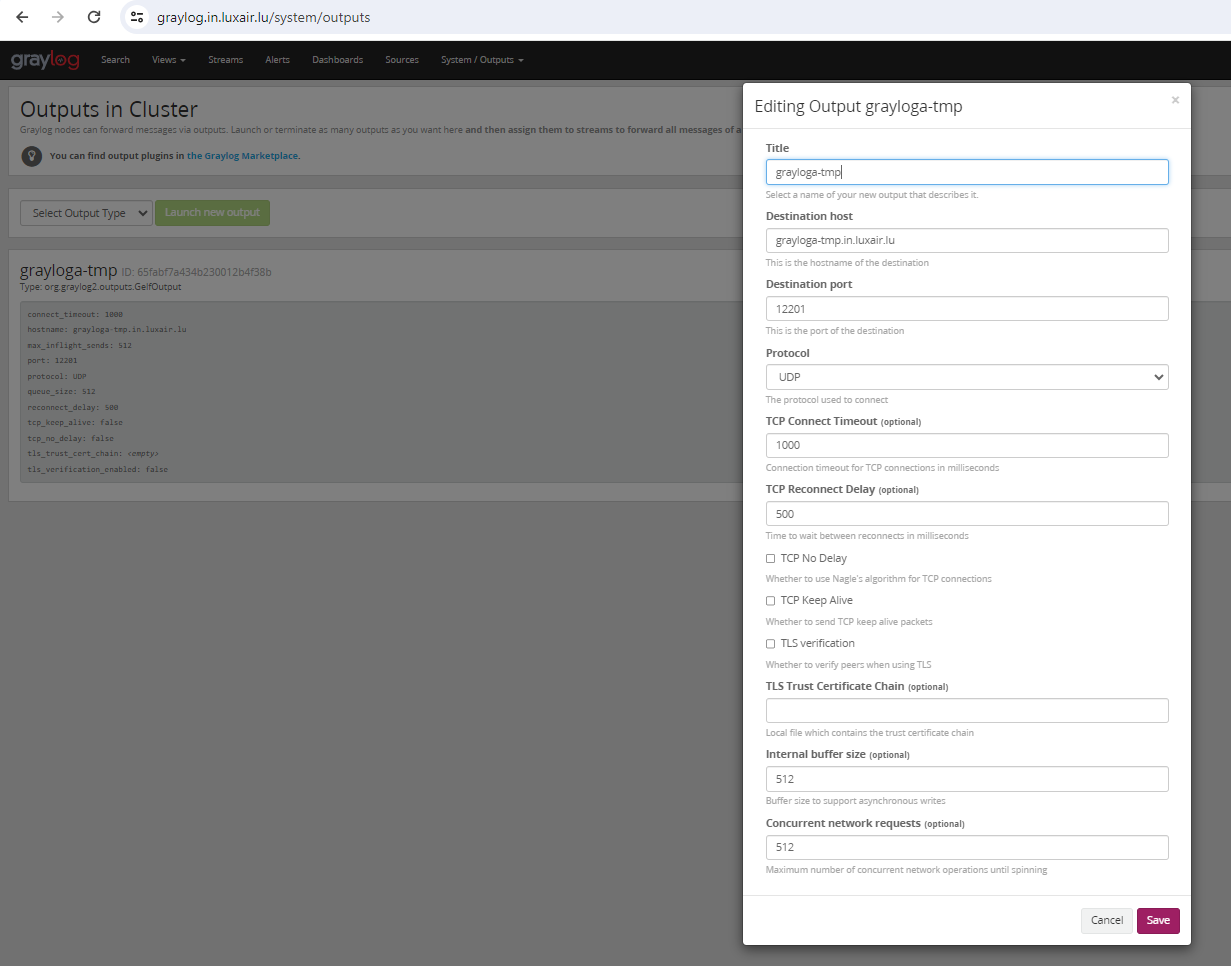 graylog.in.luxair.lu/system/outputs
graylog Search Views Streams Alerts Dashboards Sources System / Outputs
Outputs in Cluster
Graylog nodes can forward messages via outputs. Launch or terminate as many outputs as you want here and then assign them to streams to forward all messages of a
You can find output plugins in the Graylog Marketplace.
Select Output Type Launch new output
grayloga-tmp ID: 65fabf7a434b230012b4f38b
Type: org.graylog2.outputs.GelfOutput
connect_timeout: 1000
hostname: grayloga-tmp.in.luxair.lu
max_inflight_sends: 512
port: 12201
protocol: UDP
queue_size: 512
reconnect_delay: 500
tcp_keep_alive: false
tcp_no_delay: false
tls_trust_cert_chain: <empty>
tls_verification_enabled: false
Editing Output grayloga-tmp ×
Title
grayloga-tmp
Select a name of your new output that describes it.
Destination host
grayloga-tmp.in.luxair.lu
This is the hostname of the destination
Destination port
12201
This is the port of the destination
Protocol
UDP
The protocol used to connect
TCP Connect Timeout (optional)
1000
Connection timeout for TCP connections in milliseconds
TCP Reconnect Delay (optional)
500
Time to wait between reconnects in milliseconds
TCP No Delay
Whether to use Nagle's algorithm for TCP connections
TCP Keep Alive
Whether to send TCP keep alive packets
TLS verification
Whether to verify peers when using TLS
TLS Trust Certificate Chain (optional)
Local file which contains the trust certificate chain
Internal buffer size (optional)
512
Buffer size to support asynchronous writes
Concurrent network requests (optional)
512
Maximum number of concurrent network operations until spinning
Cancel Save